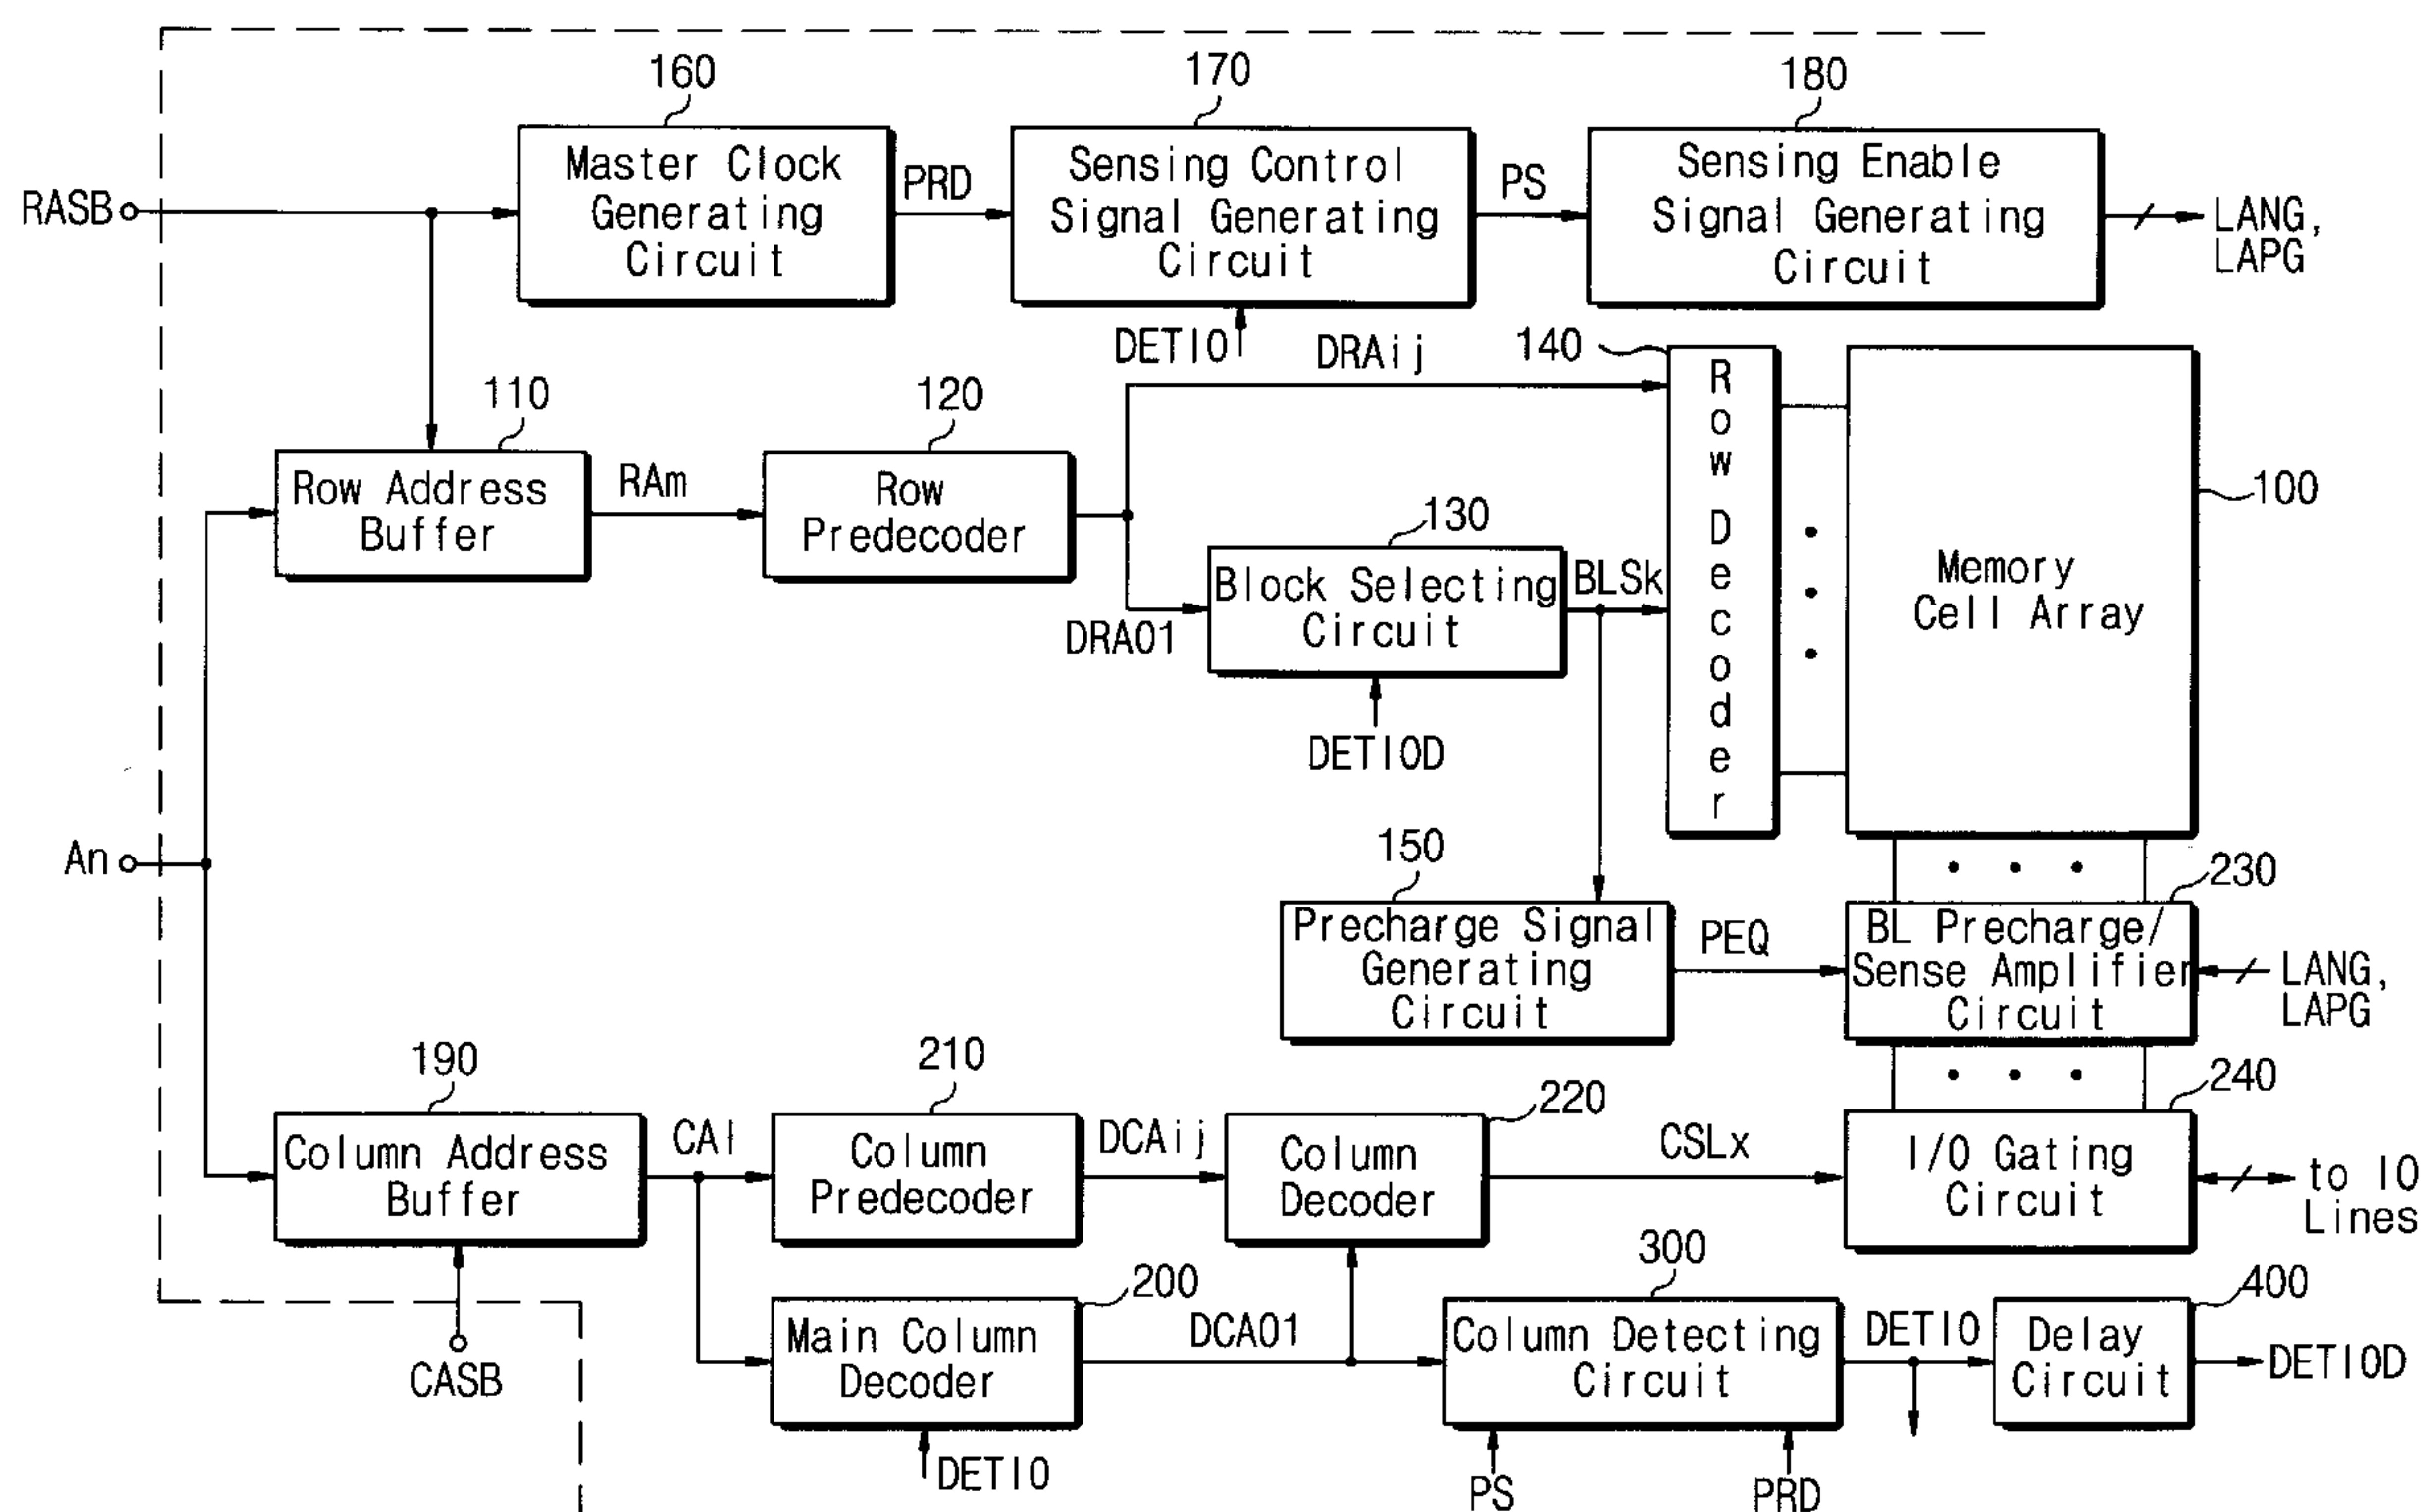 160
170
180
RASB
Master Clock
Generating
Circuit
PRD
Sensing Control
Signal Generating
Circuit
PS
Sensing Enable
Signal Generating
Circuit
LANG,
LAPG
DETIO
DRAij
140
110
120
Row Address
Buffer
RAm
Row
Predecoder
130
Block Selecting
Circuit
BLSk
DRA01
DETIOD
Row Decoder
Memory
Cell Array
100
An
150
Precharge Signal
Generating
Circuit
PEQ
230
BL Precharge/
Sense Amplifier
Circuit
LANG,
LAPG
190
210
220
240
Column Address
Buffer
CAl
Column
Predecoder
DCAij
Column
Decoder
CSLx
I/O Gating
Circuit
to IO
Lines
CASB
200
Main Column
Decoder
DCA01
300
Column Detecting
Circuit
DETIO
400
Delay
Circuit
DETIOD
DETIO
PS
PRD